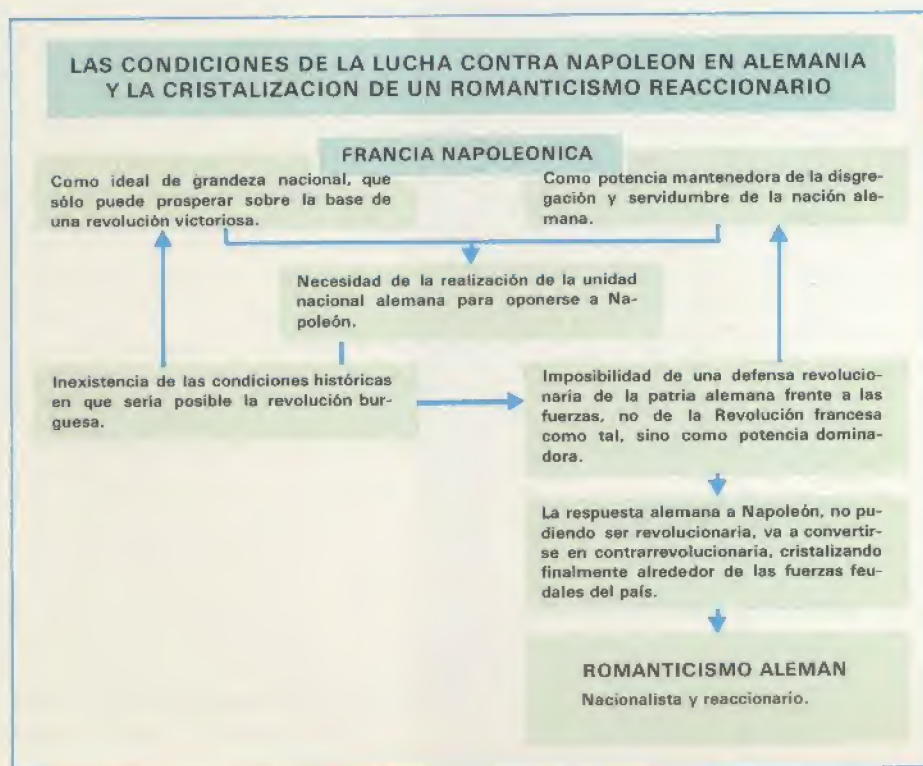 LAS CONDICIONES DE LA LUCHA CONTRA NAPOLEON EN ALEMANIA
Y LA CRISTALIZACION DE UN ROMANTICISMO REACCIONARIO
FRANCIA NAPOLEONICA
Como ideal de grandeza nacional, que
sólo puede prosperar sobre la base de
una revolución victoriosa.
Como potencia mantenedora de la disgre-
gación y servidumbre de la nación ale-
mana.
Necesidad de la realización de la unidad
nacional alemana para oponerse a Na-
poleón.
Inexistencia de las condiciones históricas
en que sería posible la revolución bur-
guesa.
Imposibilidad de una defensa revolucio-
naria de la patria alemana frente a las
fuerzas, no de la Revolución francesa
como tal, sino como potencia domina-
dora.
La respuesta alemana a Napoleón, no pu-
diendo ser revolucionaria, va a convertir-
se en contrarrevolucionaria, cristalizando
finalmente alrededor de las fuerzas feu-
dales del país.
ROMANTICISMO ALEMAN
Nacionalista y reaccionario.